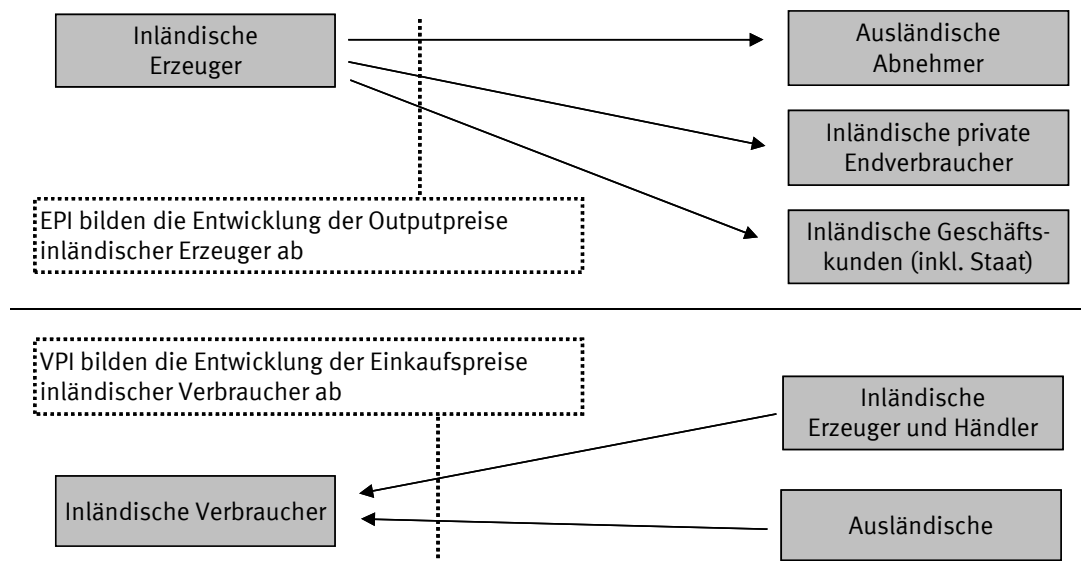 Inländische
Erzeuger
Ausländische
Abnehmer
Inländische private
Endverbraucher
EPI bilden die Entwicklung der Outputpreise
inländischer Erzeuger ab
Inländische Geschäfts-
kunden (inkl. Staat)
VPI bilden die Entwicklung der Einkaufspreise
inländischer Verbraucher ab
Inländische
Erzeuger und Händler
Inländische Verbraucher
Ausländische